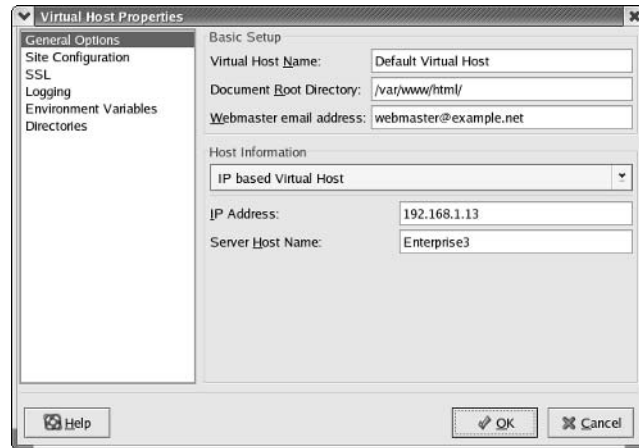 Virtual Host Properties
General Options
Site Configuration
SSL
Logging
Environment Variables
Directories
Basic Setup
Virtual Host Name: Default Virtual Host
Document Root Directory: /var/www/html/
Webmaster email address: webmaster@example.net
Host Information
IP based Virtual Host
IP Address: 192.168.1.13
Server Host Name: Enterprise3
Help OK Cancel